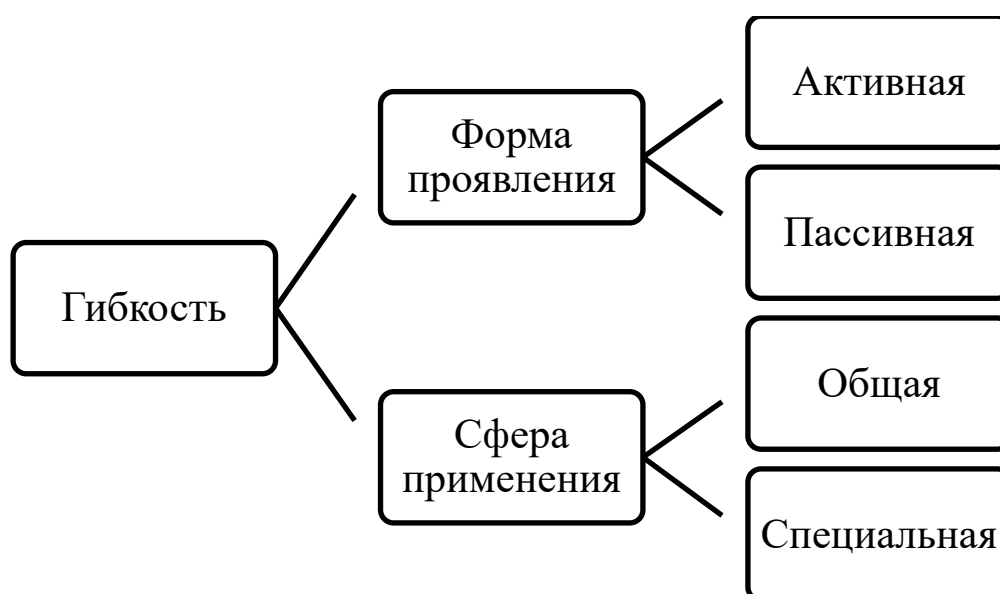 Гибкость
Форма
проявления
Активная
Пассивная
Сфера
применения
Общая
Специальная